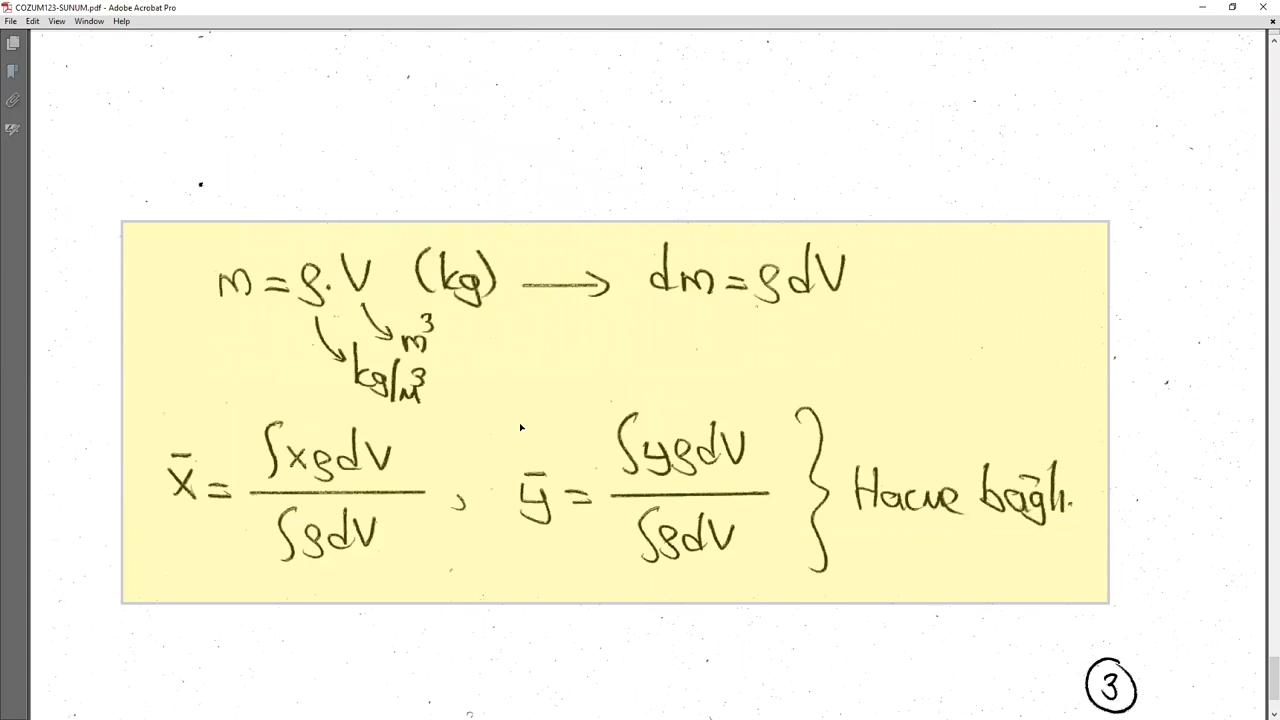 COZUM123-SUNUM.pdf - Adobe Acrobat Pro
File Edit View Window Help
m = ρ.V (kg) → dm = ρdV
m³
kg/m³
x̄ = ∫xρdV / ∫ρdV , ȳ = ∫yρdV / ∫ρdV } Hacme bağlı.
3